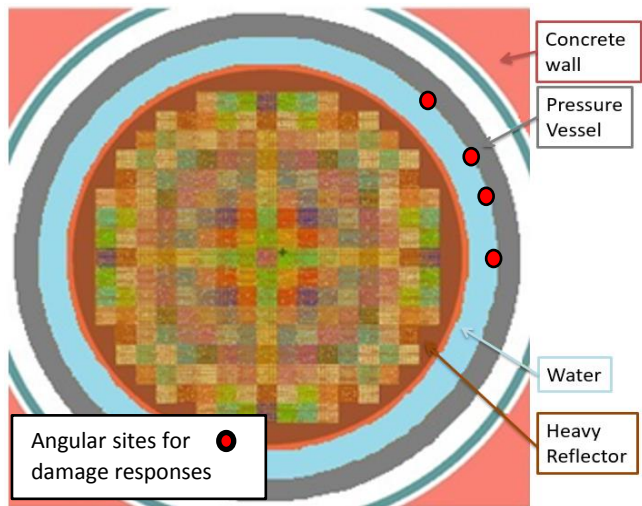 Concrete
wall
Pressure
Vessel
Water
Heavy
Reflector
Angular sites for
damage responses